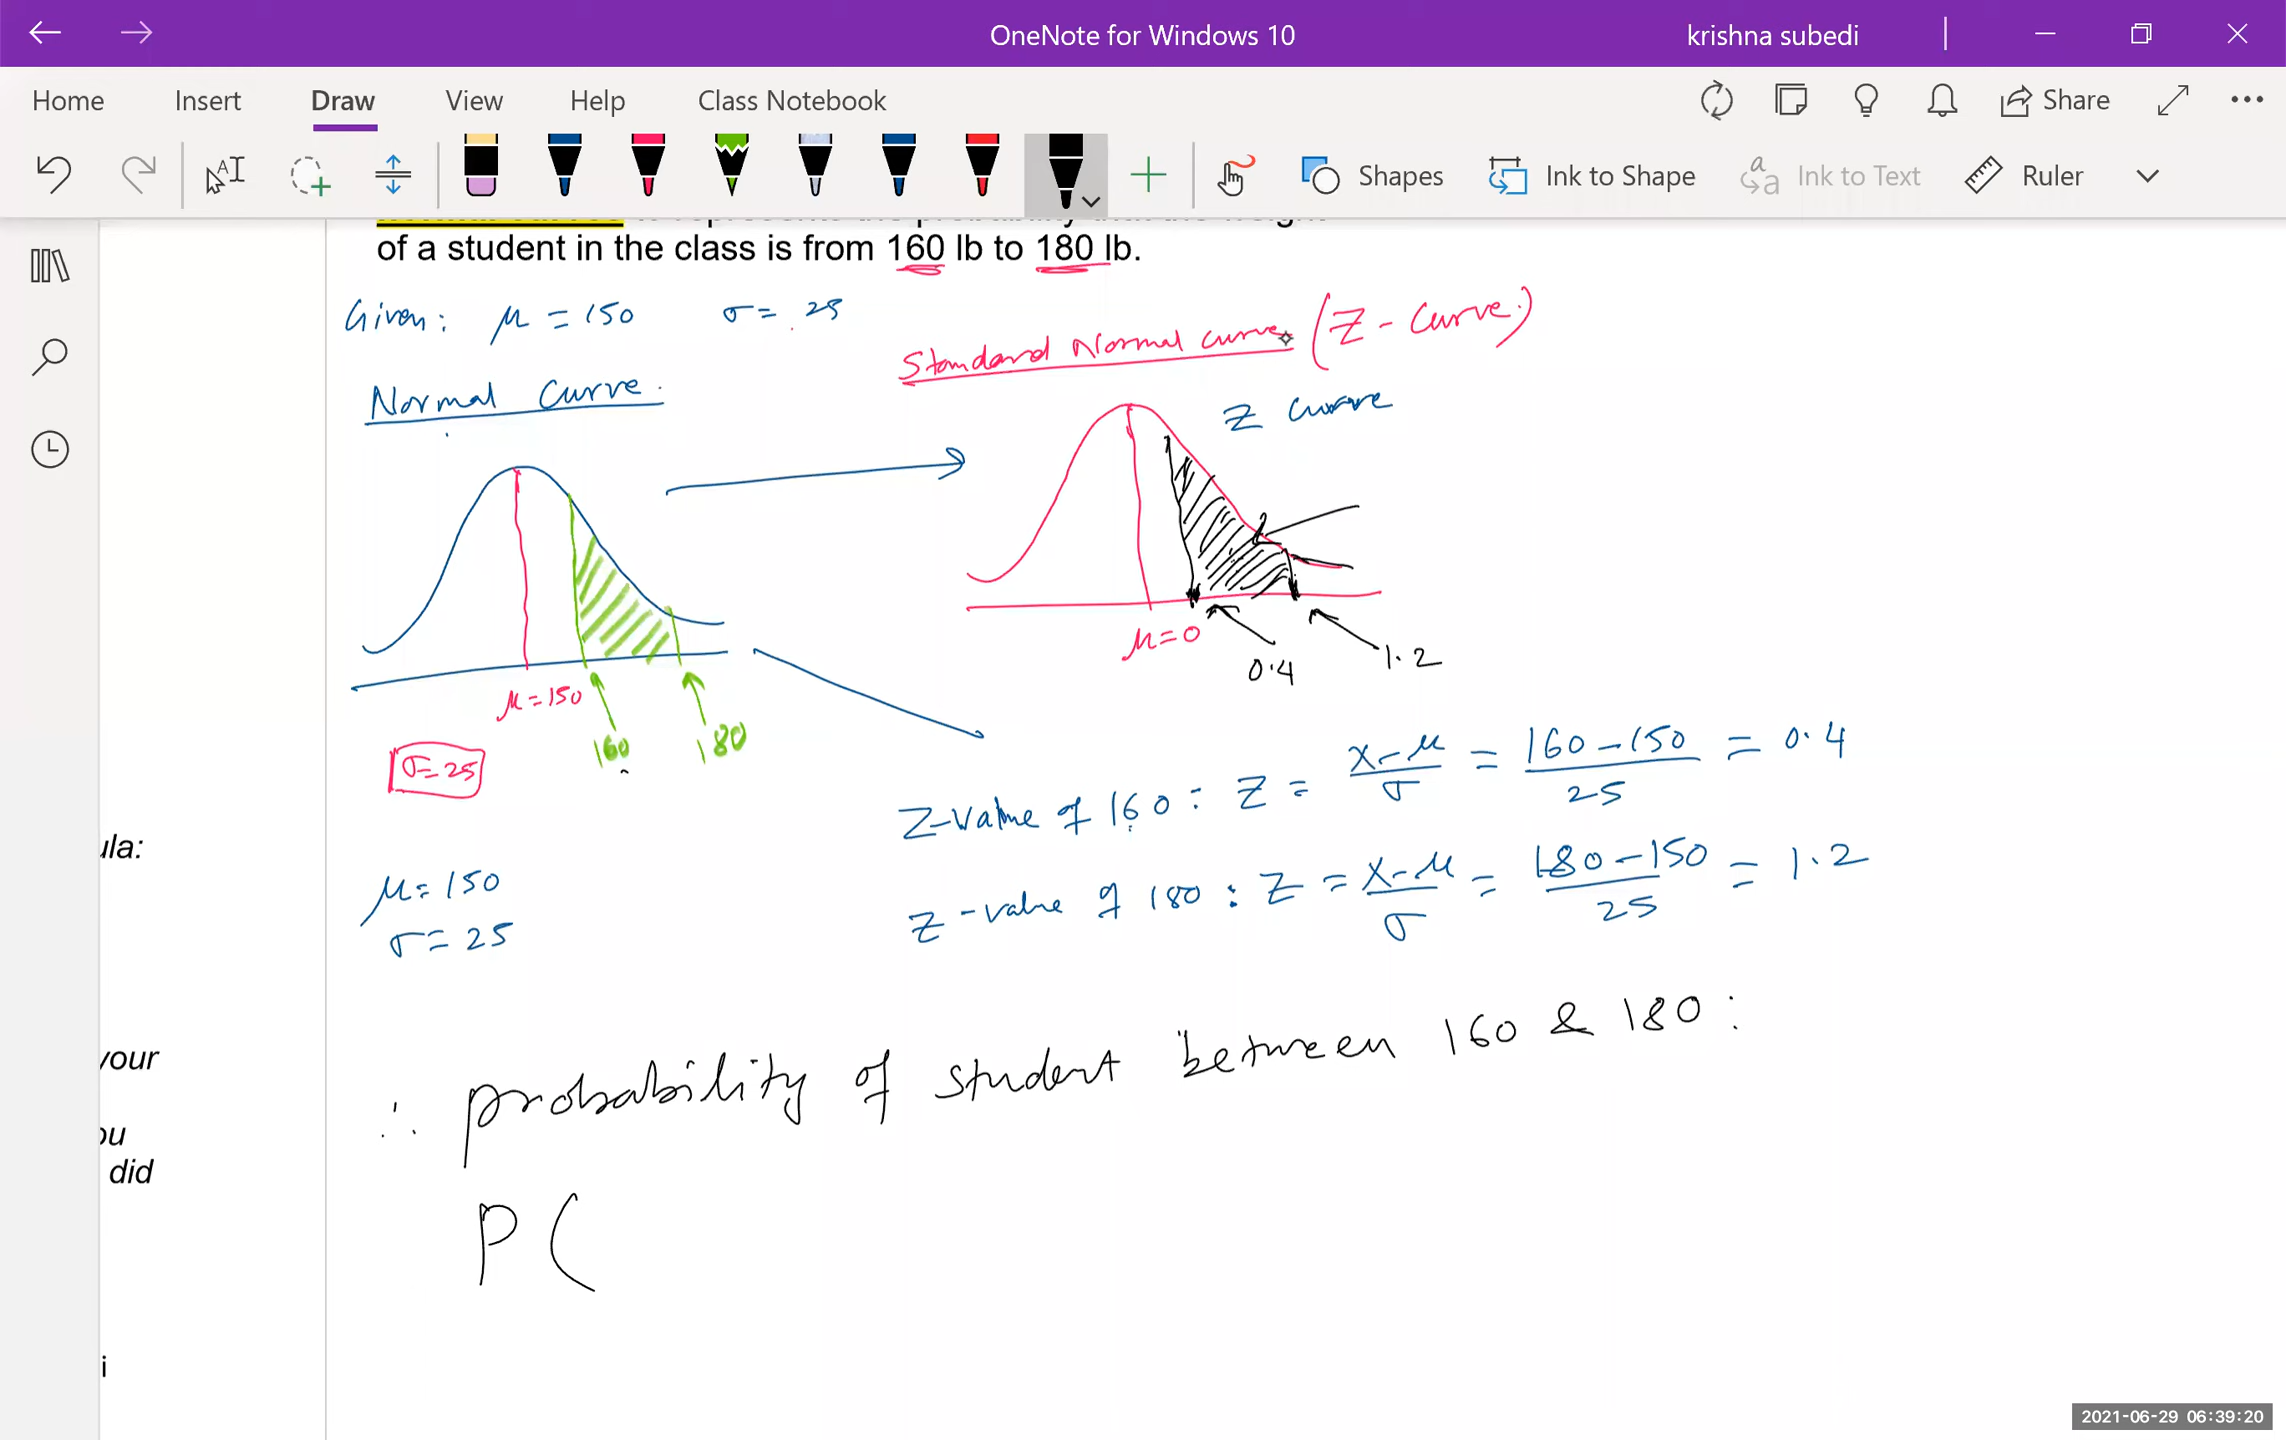 OneNote for Windows 10
krishna subedi
Home Insert Draw View Help Class Notebook
Share
Shapes Ink to Shape Ink to Text Ruler
of a student in the class is from 160 lb to 180 lb.
Given: μ = 150 σ = 25
Standard Normal curve (Z - Curve.)
Normal Curve.
Z curve
μ = 0
0.4
1.2
μ = 150
160
180
σ = 25
Z-value of 160 : Z = x-μ/σ = 160-150/25 = 0.4
ula:
μ = 150
σ = 25
Z-value of 180 : Z = x-μ/σ = 180-150/25 = 1.2
your
∴ probability of student between 160 & 180 :
ou
did
P (
i
2021-06-29 06:39:20